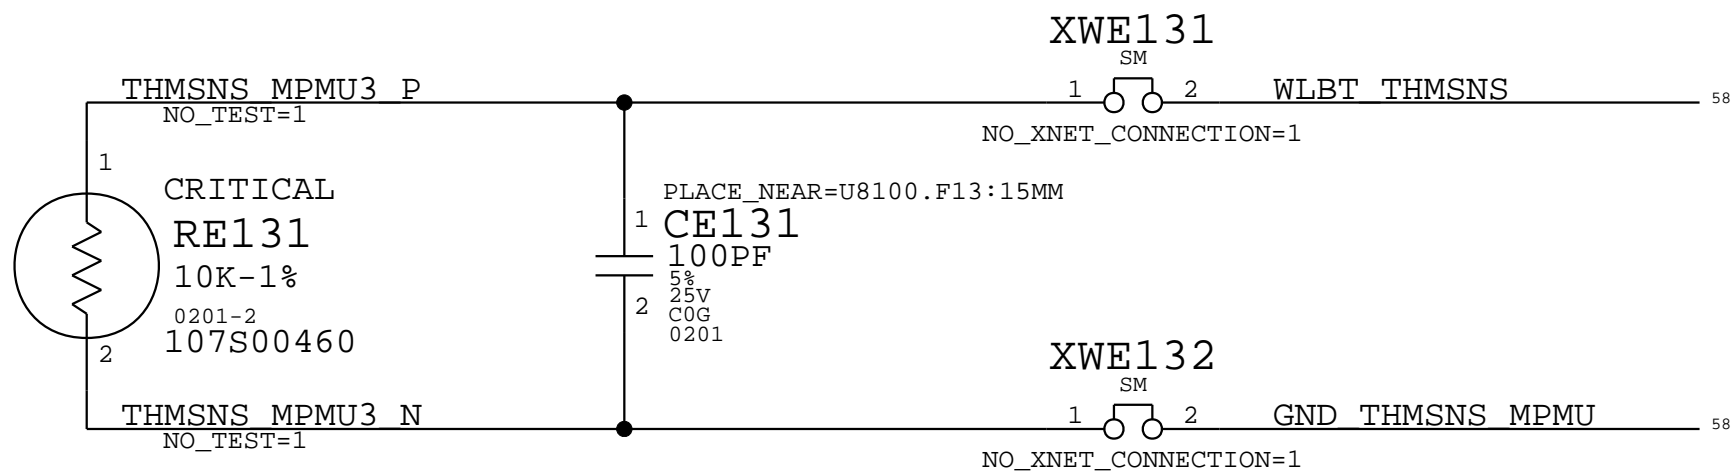 XWE131
SM
THMSNS_MPMU3_P
1
2
WLBT_THMSNS
58
NO_TEST=1
NO_XNET_CONNECTION=1
1
CRITICAL
PLACE_NEAR=U8100.F13:15MM
RE131
1
CE131
100PF
10K-1%
5%
25V
2
C0G
0201-2
0201
107S00460
2
XWE132
SM
THMSNS_MPMU3_N
1
2
GND_THMSNS_MPMU
58
NO_TEST=1
NO_XNET_CONNECTION=1